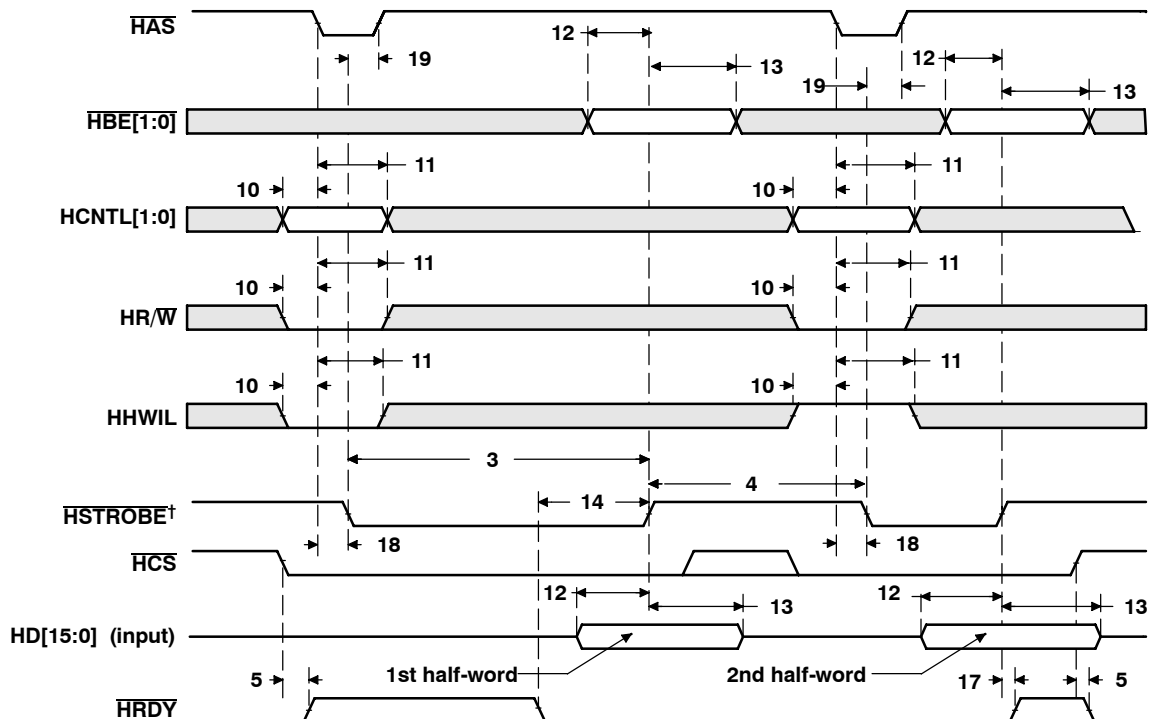 HAS
12
12
19
13
19
13
HBE[1:0]
11
11
10
10
HCNTL[1:0]
11
11
10
10
HR/W
11
11
10
10
HHWIL
3
4
14
HSTROBE†
18
18
HCS
12
12
13
13
HD[15:0] (input)
1st half-word
2nd half-word
5
17
5
HRDY